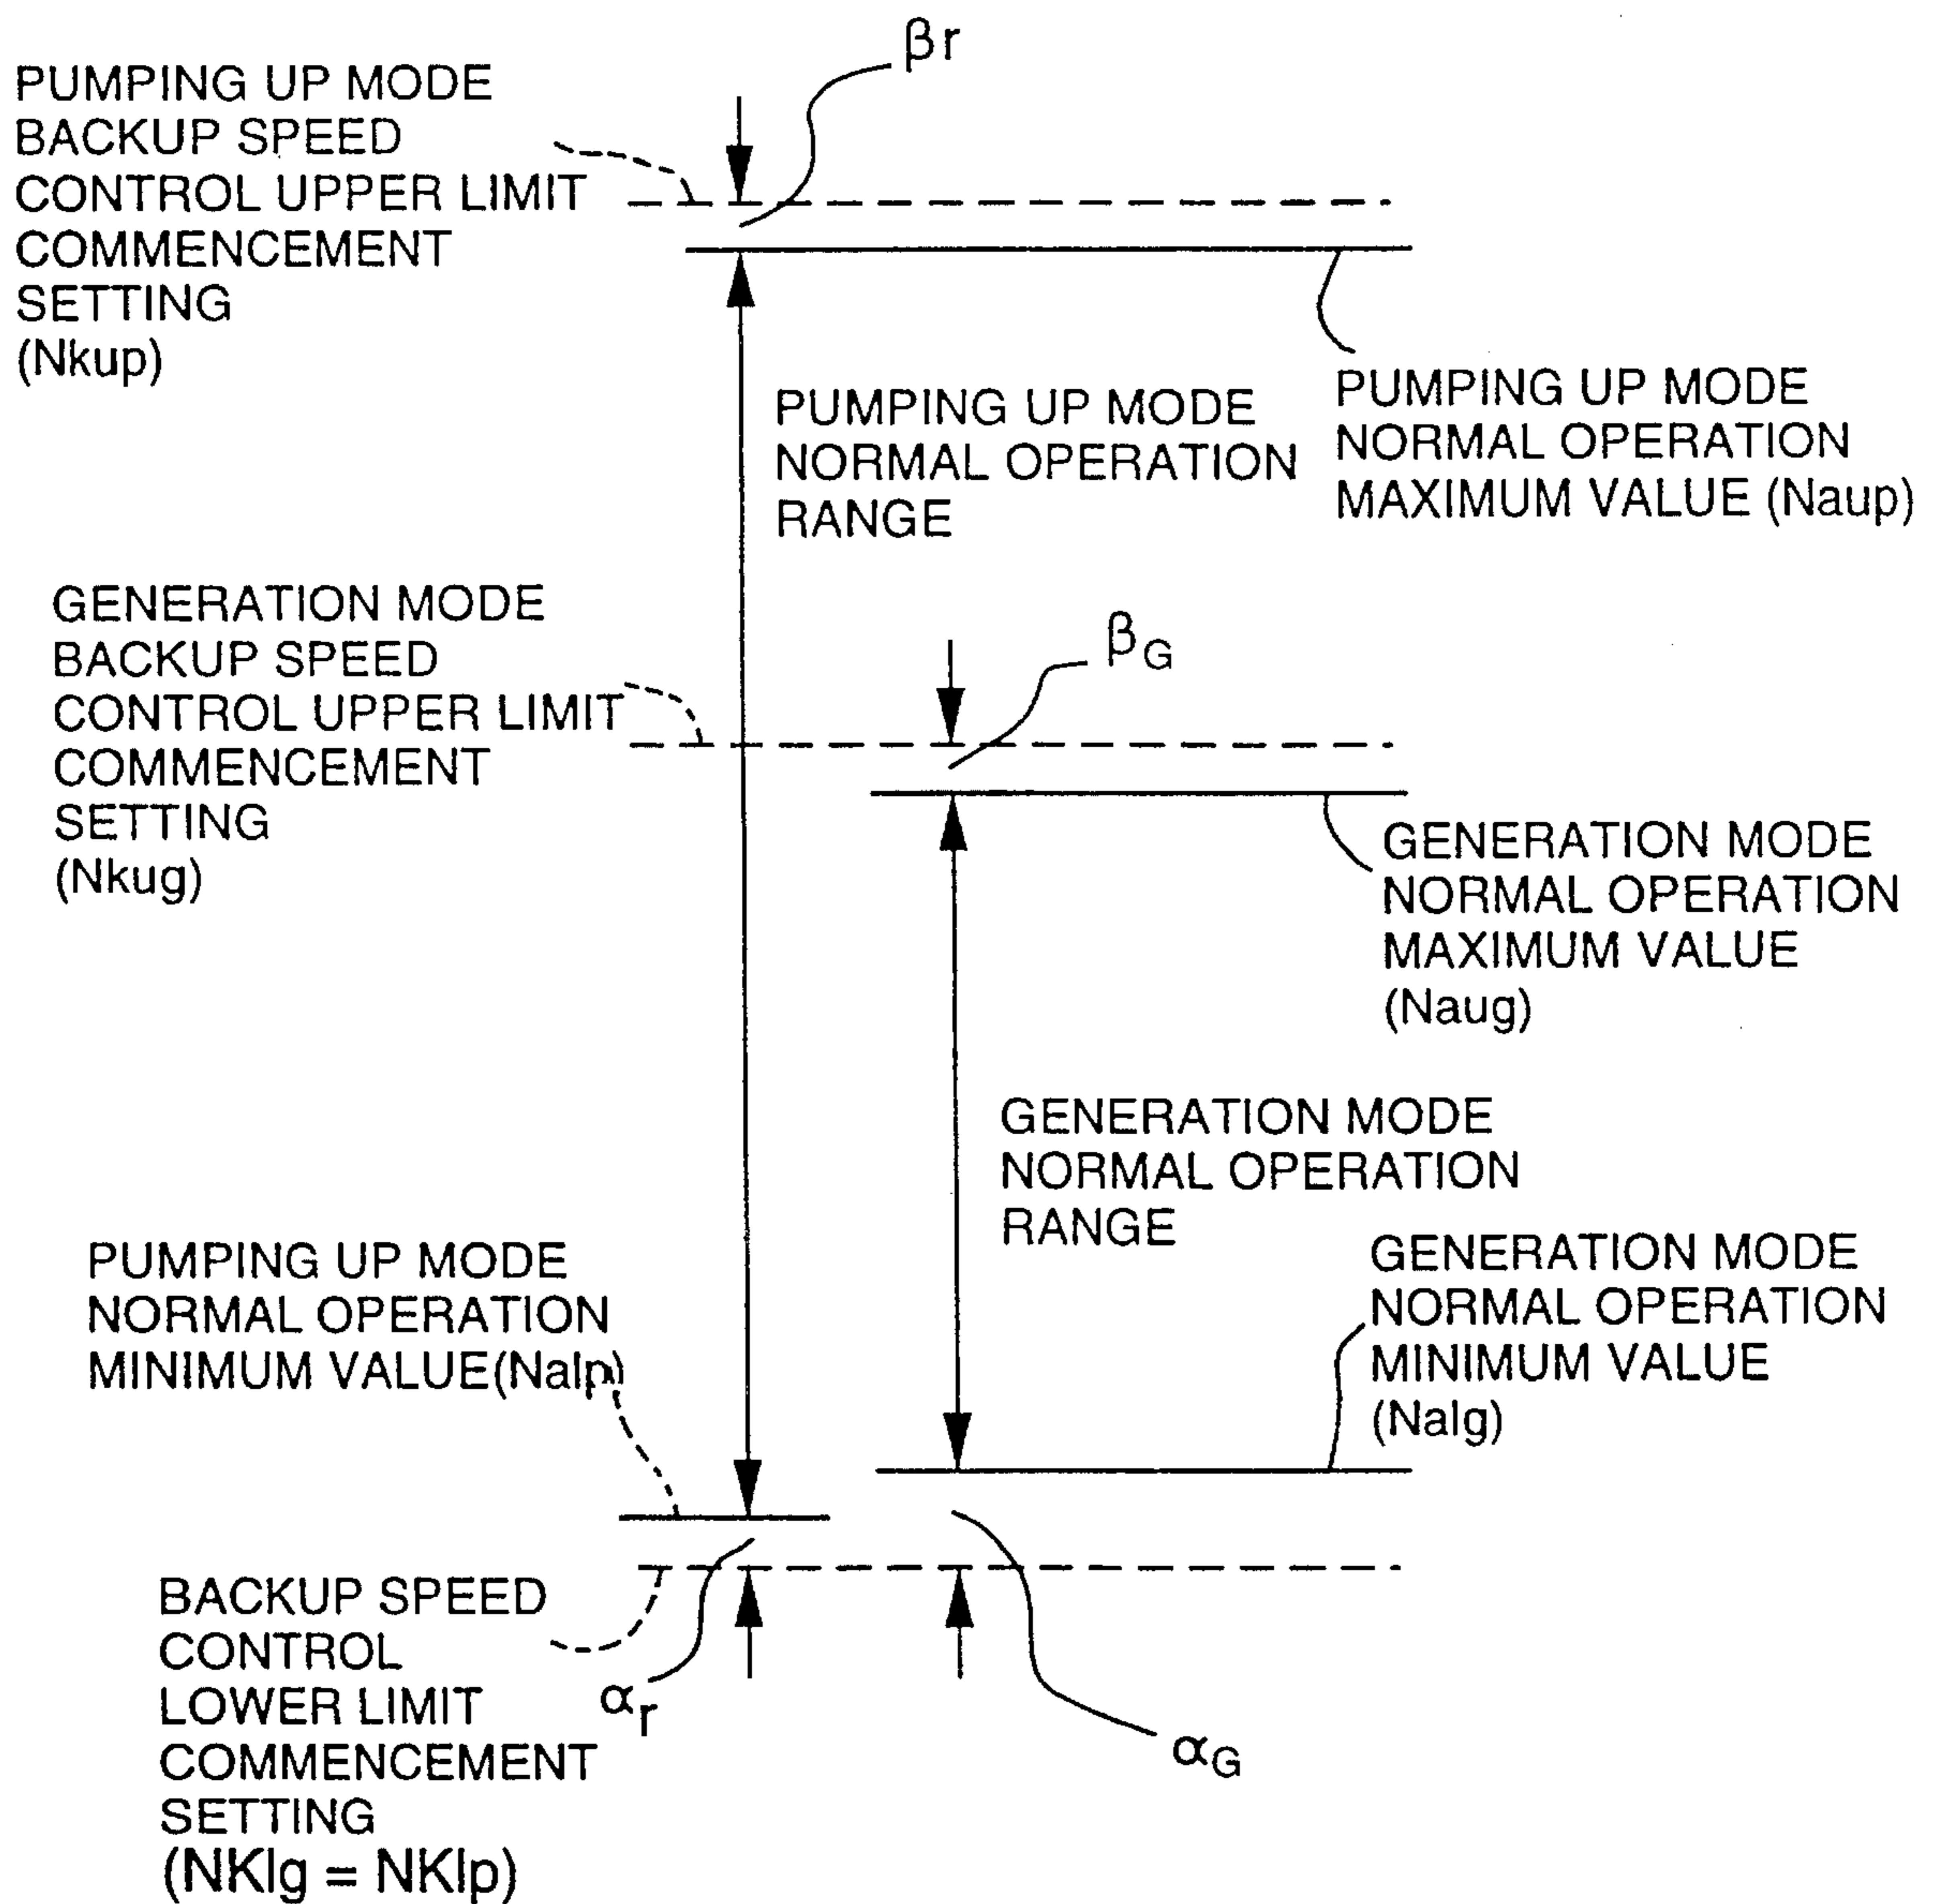 βr
PUMPING UP MODE
BACKUP SPEED
CONTROL UPPER LIMIT
COMMENCEMENT
SETTING
(Nkup)
PUMPING UP MODE
NORMAL OPERATION
RANGE
PUMPING UP MODE
NORMAL OPERATION
MAXIMUM VALUE (Naup)
GENERATION MODE
BACKUP SPEED
CONTROL UPPER LIMIT
COMMENCEMENT
SETTING
(Nkug)
βG
GENERATION MODE
NORMAL OPERATION
MAXIMUM VALUE
(Naug)
GENERATION MODE
NORMAL OPERATION
RANGE
PUMPING UP MODE
NORMAL OPERATION
MINIMUM VALUE(Nalp)
GENERATION MODE
NORMAL OPERATION
MINIMUM VALUE
(Nalg)
BACKUP SPEED
CONTROL
LOWER LIMIT
COMMENCEMENT
SETTING
(NKlg = NKlp)
αr
αG